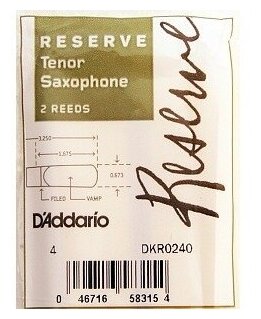 RESERVE
Tenor
Saxophone
2 REEDS
Reserve
3.250
1.575
0.673
FILED VAMP
D'Addario
4 DKR0240
0 46716 58315 4